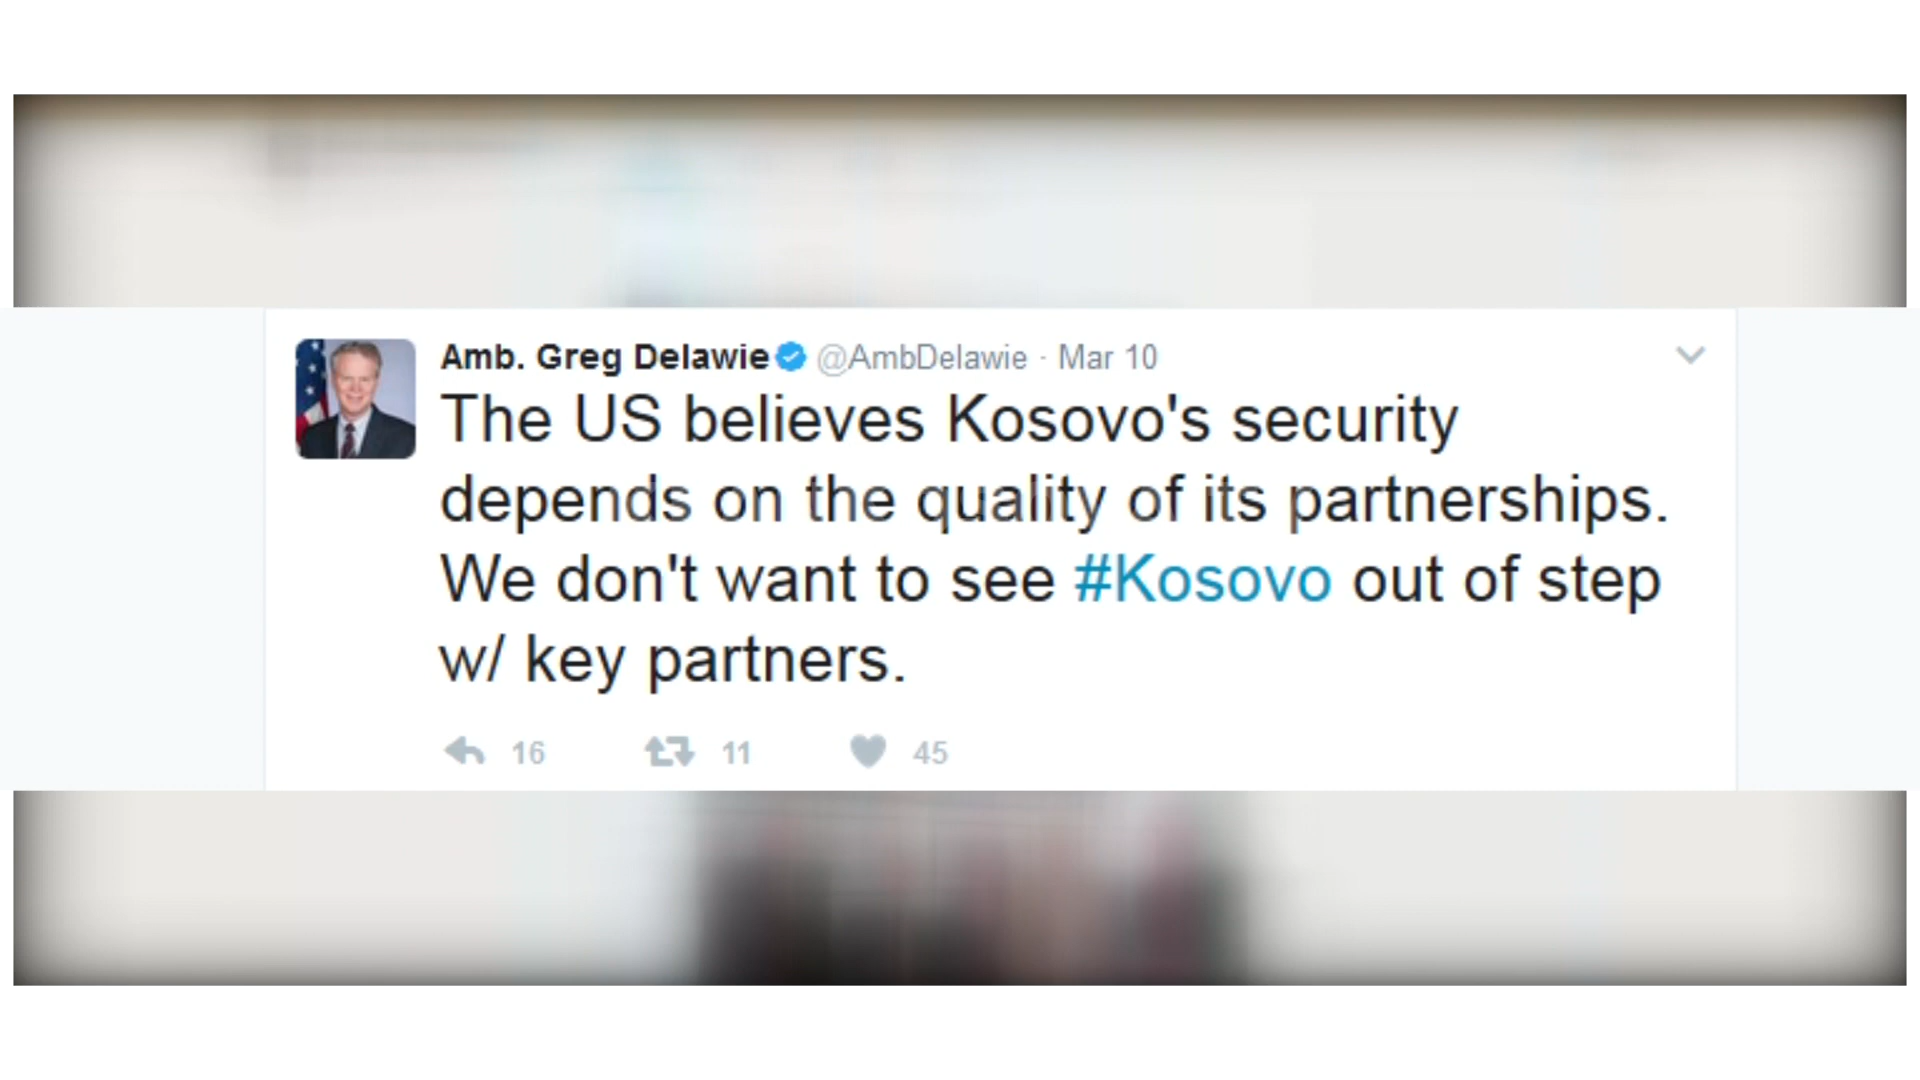 Amb. Greg Delawie @AmbDelawie · Mar 10
The US believes Kosovo's security
depends on the quality of its partnerships.
We don't want to see #Kosovo out of step
w/ key partners.
16 11 45